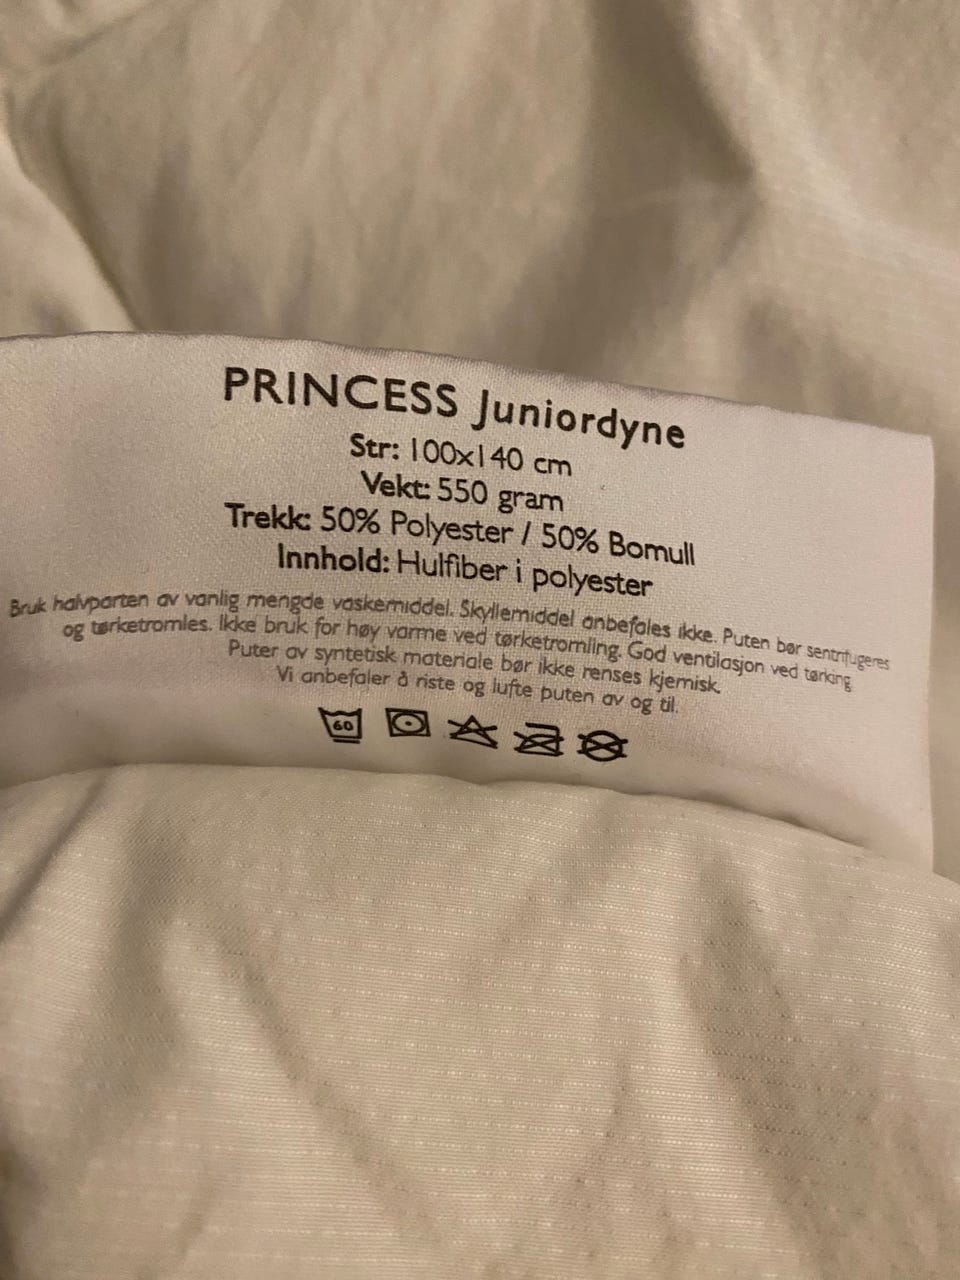 PRINCESS Juniordyne
Str: 100x140 cm
Vekt: 550 gram
Trekk: 50% Polyester / 50% Bomull
Innhold: Hulfiber i polyester
Bruk halvparten av vanlig mengde vaskemiddel. Skyllemiddel anbefales ikke. Puten bør sentrifugeres
og tørketromles. Ikke bruk for høy varme ved tørketromling. God ventilasjon ved tørking
Puter av syntetisk materiale bør ikke renses kjemisk.
Vi anbefaler å riste og lufte puten av og til.
60